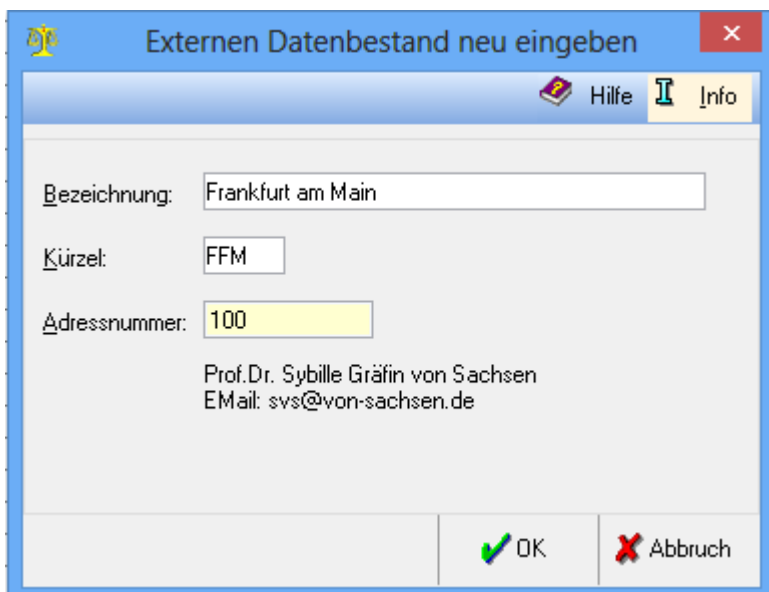 Externen Datenbestand neu eingeben
Hilfe Info
Bezeichnung: Frankfurt am Main
Kürzel: FFM
Adressnummer: 100
Prof.Dr. Sybille Gräfin von Sachsen
EMail: svs@von-sachsen.de
OK Abbruch